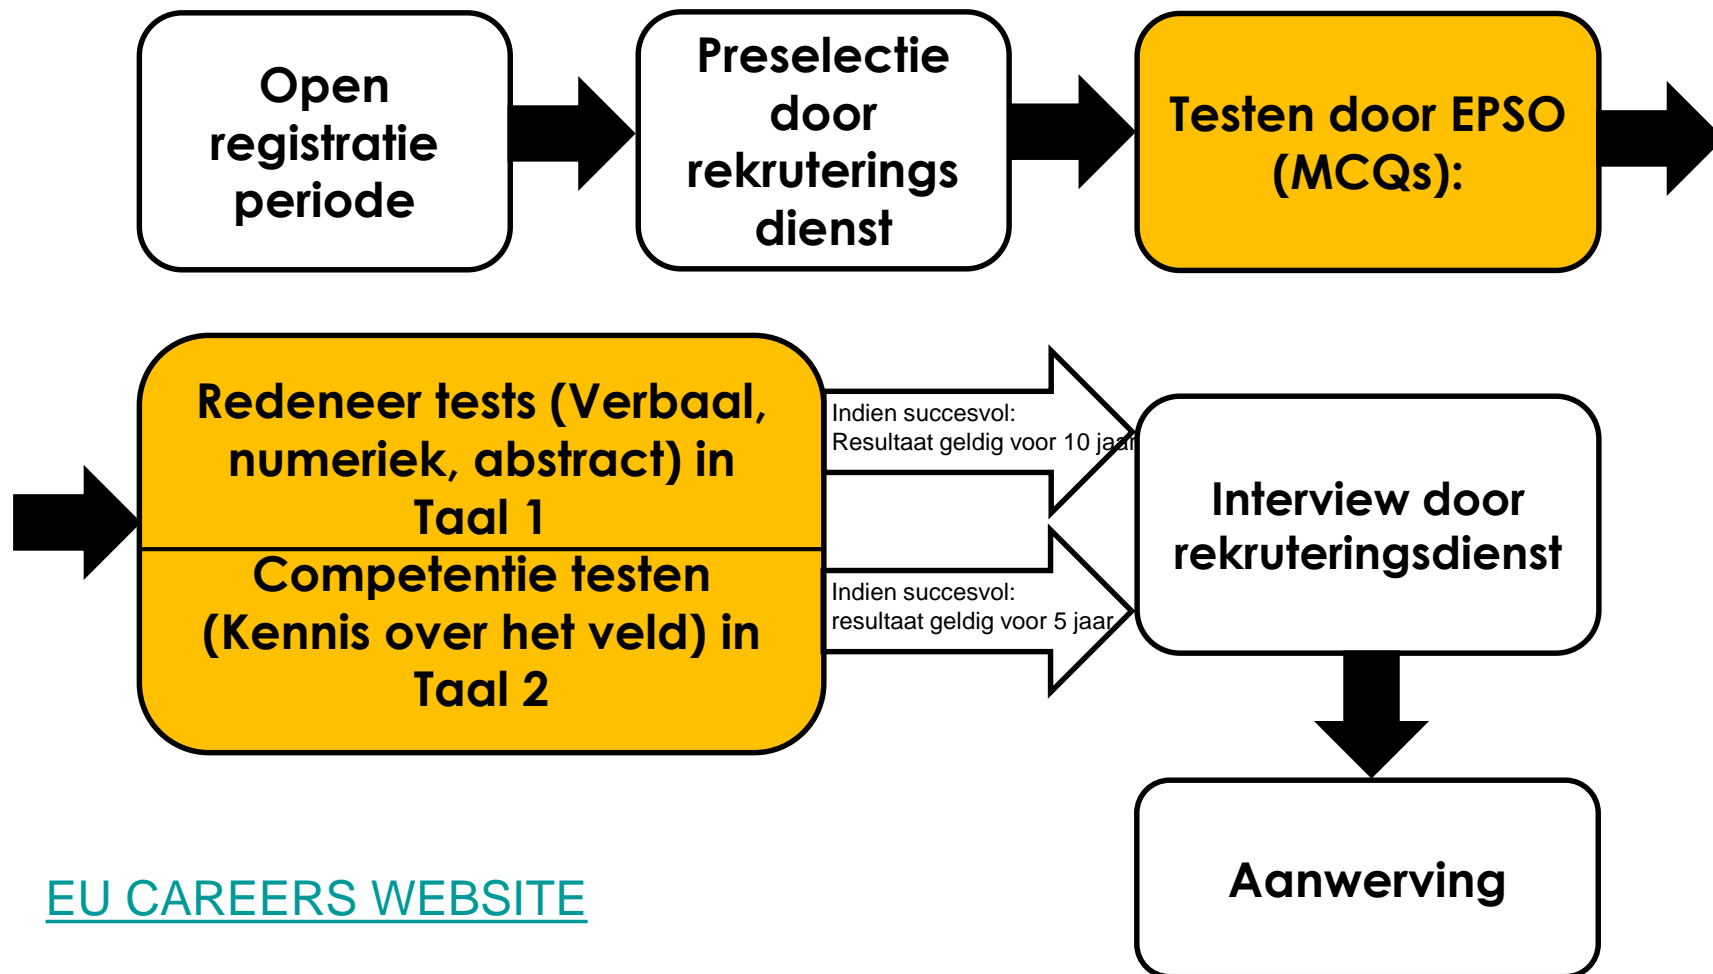 Open
registratie
periode
Preselectie
door
rekruterings
dienst
Testen door EPSO
(MCQs):
Redeneer tests (Verbaal,
numeriek, abstract) in
Taal 1
Competentie testen
(Kennis over het veld) in
Taal 2
Indien succesvol:
Resultaat geldig voor 10 jaar
Indien succesvol:
resultaat geldig voor 5 jaar
Interview door
rekruteringsdienst
Aanwerving
EU CAREERS WEBSITE